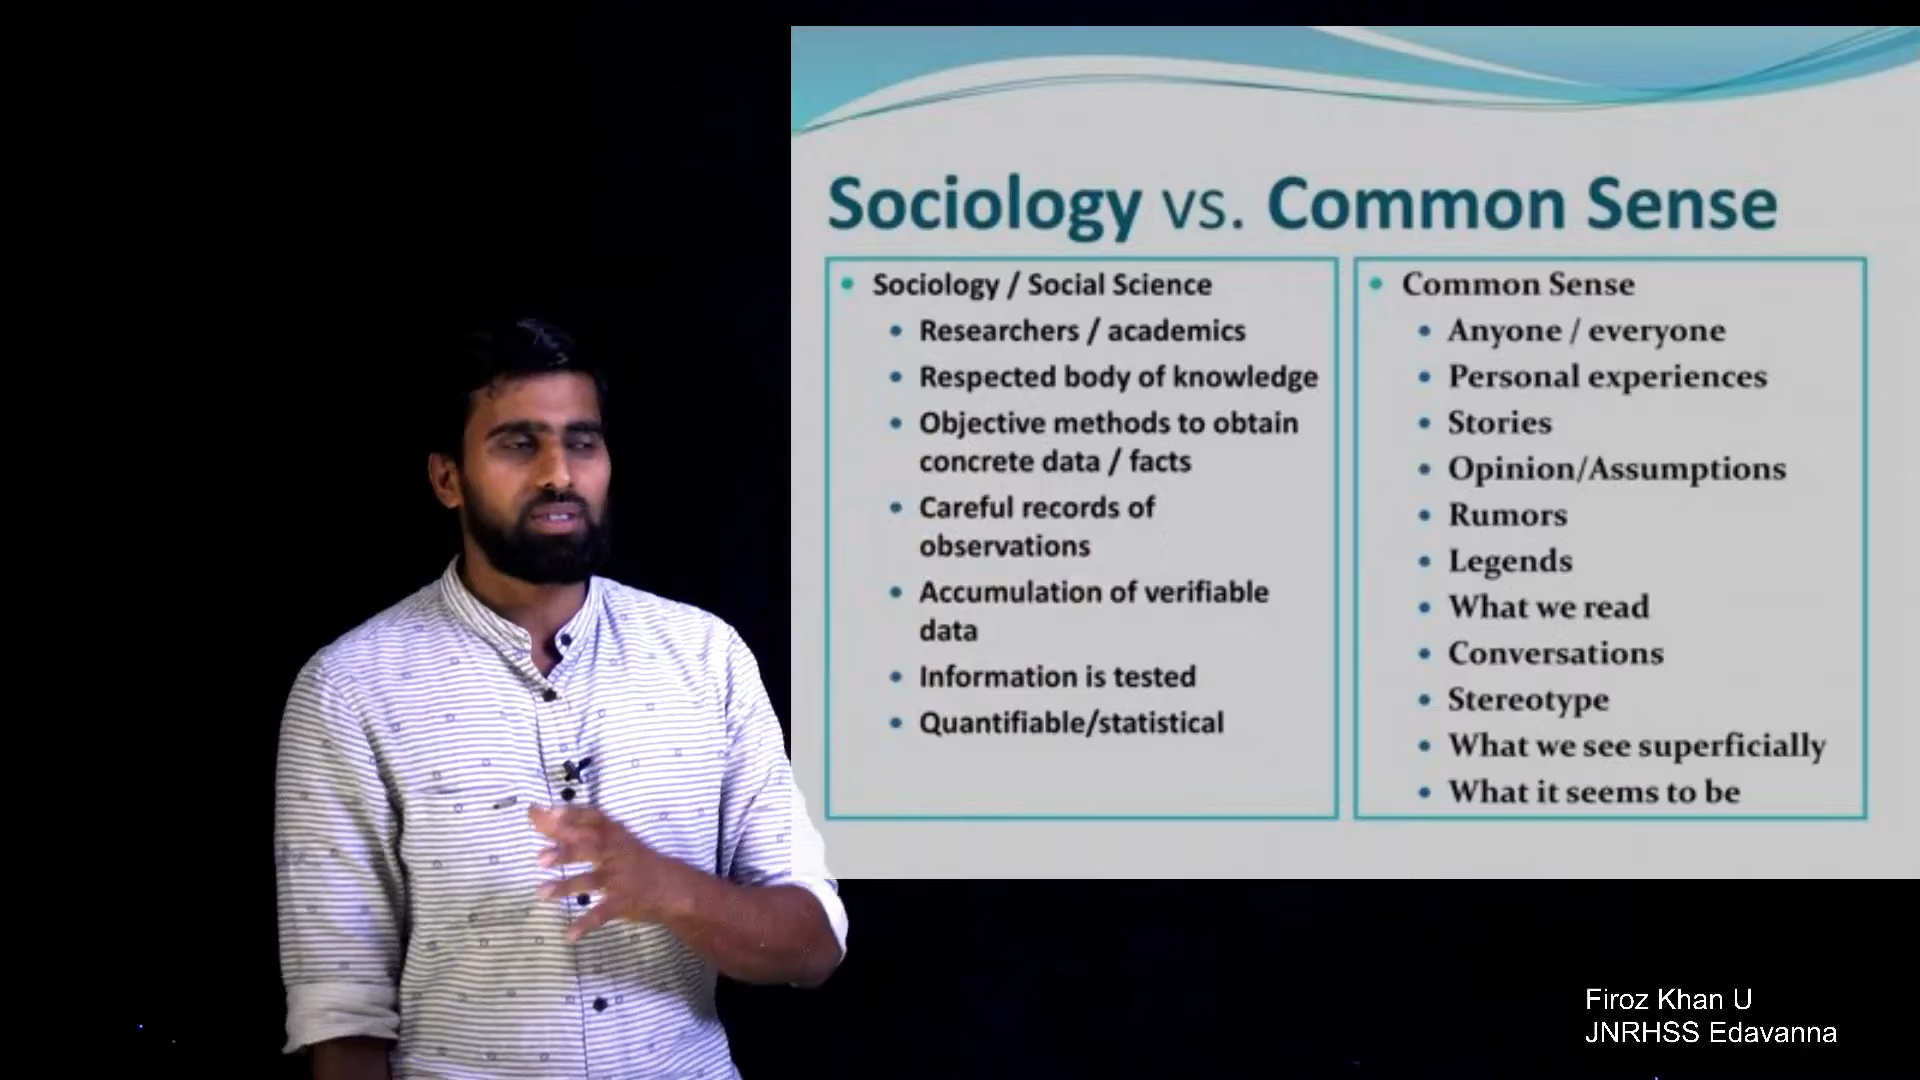 Sociology vs. Common Sense
Sociology / Social Science
Researchers / academics
Respected body of knowledge
Objective methods to obtain
concrete data / facts
Careful records of
observations
Accumulation of verifiable
data
Information is tested
Quantifiable/statistical
Common Sense
Anyone / everyone
Personal experiences
Stories
Opinion/Assumptions
Rumors
Legends
What we read
Conversations
Stereotype
What we see superficially
What it seems to be
Firoz Khan U
JNRHSS Edavanna